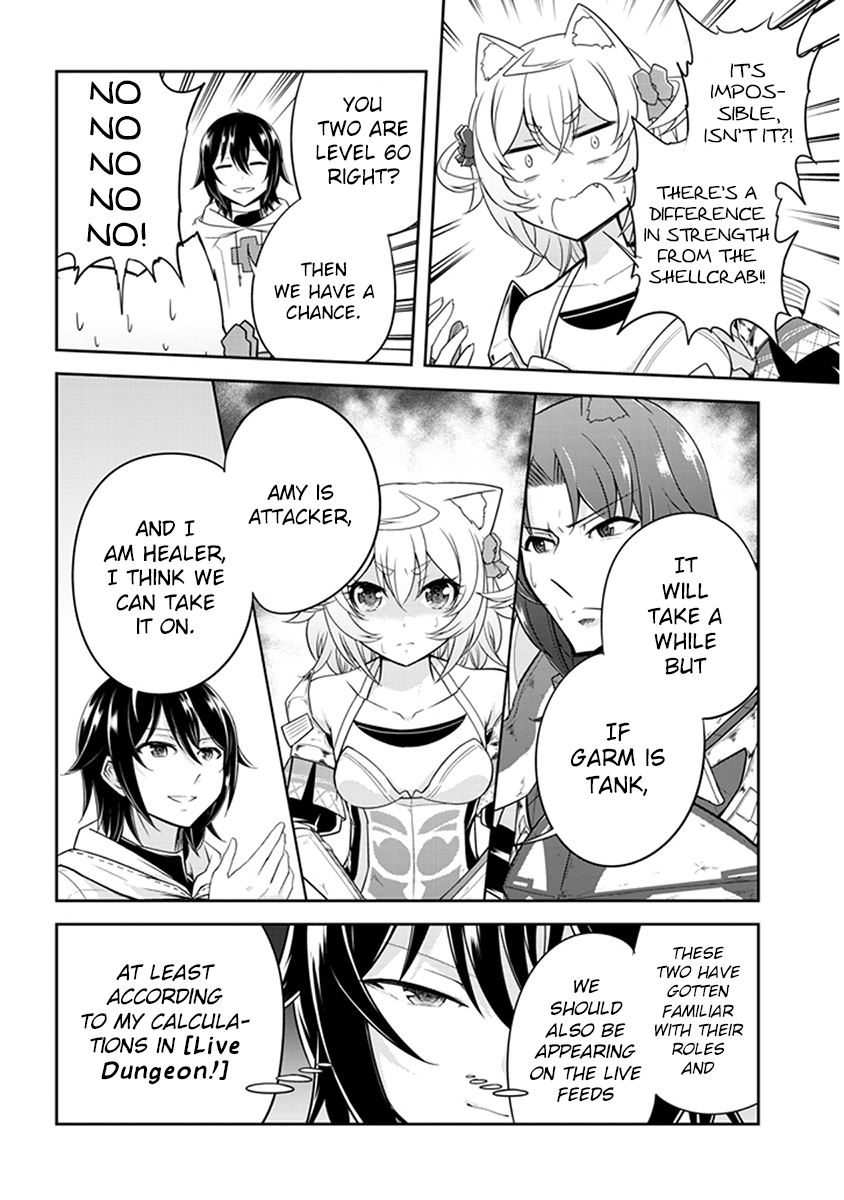 IT'S
IMPOS-
SIBLE,
ISN'T IT?!
THERE'S A
DIFFERENCE
IN STRENGTH
FROM THE
SHELLCRAB!!
YOU
TWO ARE
LEVEL 60
RIGHT?
THEN
WE HAVE A
CHANCE.
NO
NO
NO
NO
NO!
IT
WILL
TAKE A
WHILE BUT
IF
GARM IS
TANK,
AMY IS
ATTACKER,
AND I
AM HEALER,
I THINK WE
CAN TAKE
IT ON.
THESE
TWO HAVE
GOTTEN
FAMILIAR
WITH THEIR
ROLES AND
WE
SHOULD
ALSO BE
APPEARING
ON THE LIVE
FEEDS
AT LEAST
ACCORDING
TO MY CALCULA-
TIONS IN [Live
Dungeon!]